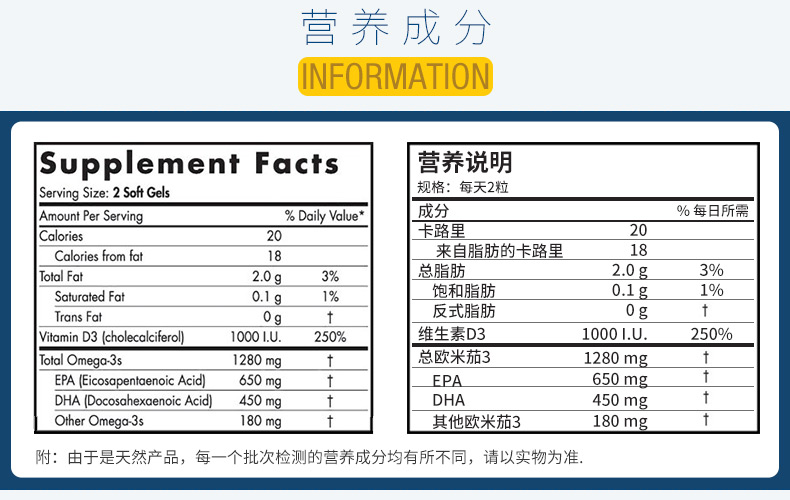 营养成分
INFORMATION
Supplement Facts
Serving Size: 2 Soft Gels
Amount Per Serving % Daily Value*
Calories 20
Calories from fat 18
Total Fat 2.0 g 3%
Saturated Fat 0.1 g 1%
Trans Fat 0 g †
Vitamin D3 (cholecalciferol) 1000 I.U. 250%
Total Omega-3s 1280 mg †
EPA (Eicosapentaenoic Acid) 650 mg †
DHA (Docosahexaenoic Acid) 450 mg †
Other Omega-3s 180 mg †
营养说明
规格：每天2粒
成分 % 每日所需
卡路里 20
来自脂肪的卡路里 18
总脂肪 2.0 g 3%
饱和脂肪 0.1 g 1%
反式脂肪 0 g †
维生素D3 1000 I.U. 250%
总欧米茄3 1280 mg †
EPA 650 mg †
DHA 450 mg †
其他欧米茄3 180 mg †
附：由于是天然产品，每一个批次检测的营养成分均有所不同，请以实物为准.